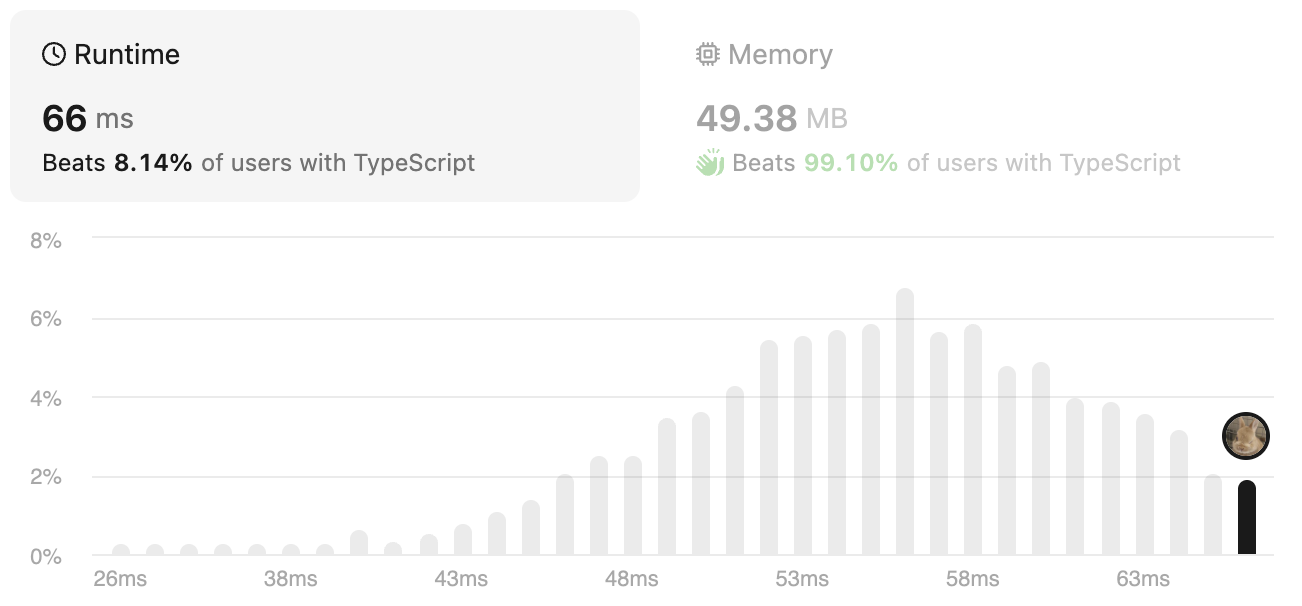 Runtime
66 ms
Beats 8.14% of users with TypeScript
Memory
49.38 MB
Beats 99.10% of users with TypeScript
8%
6%
4%
2%
0%
26ms 38ms 43ms 48ms 53ms 58ms 63ms